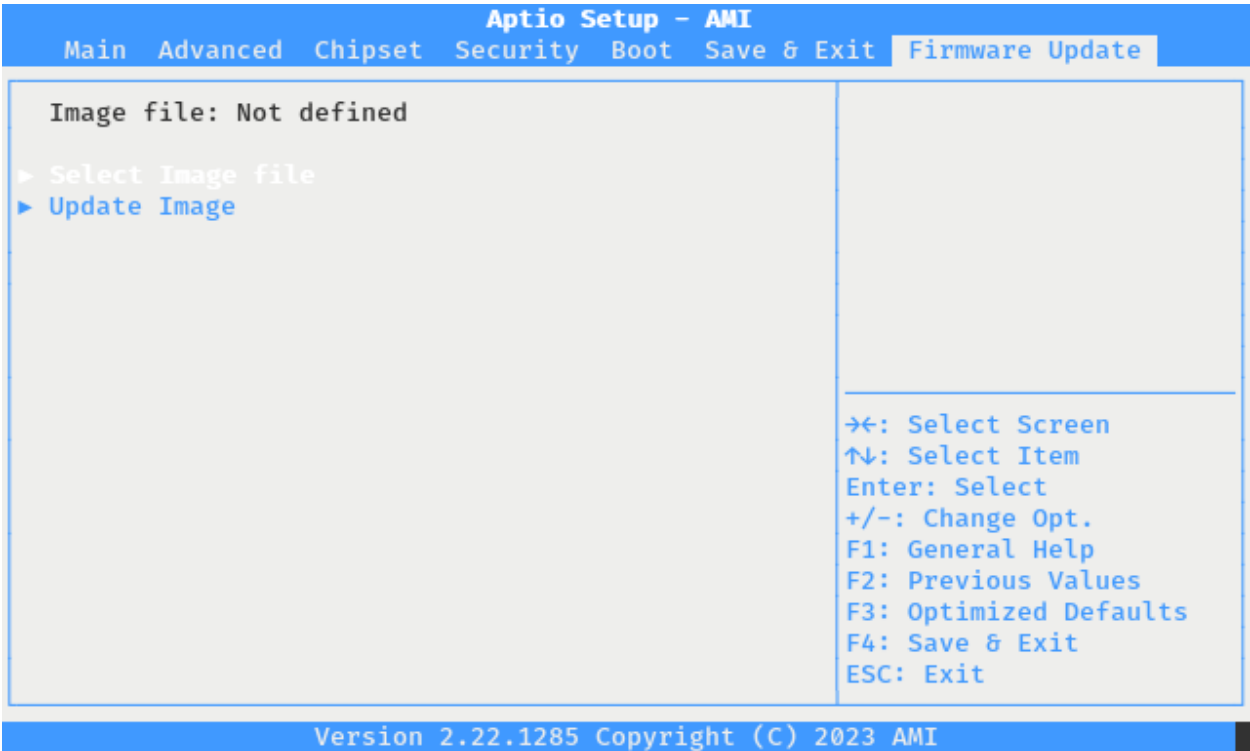 Aptio Setup - AMI
Main Advanced Chipset Security Boot Save & Exit Firmware Update
Image file: Not defined
► Select Image file
► Update Image
→←: Select Screen
↑↓: Select Item
Enter: Select
+/-: Change Opt.
F1: General Help
F2: Previous Values
F3: Optimized Defaults
F4: Save & Exit
ESC: Exit
Version 2.22.1285 Copyright (C) 2023 AMI